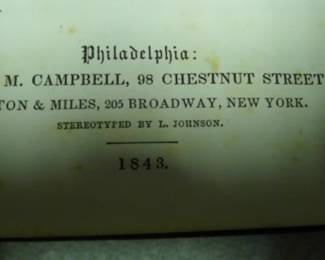 Philadelphia:
M. CAMPBELL, 98 CHESTNUT STREET
TON & MILES, 205 BROADWAY, NEW YORK.
STEREOTYPED BY L. JOHNSON.
1843.